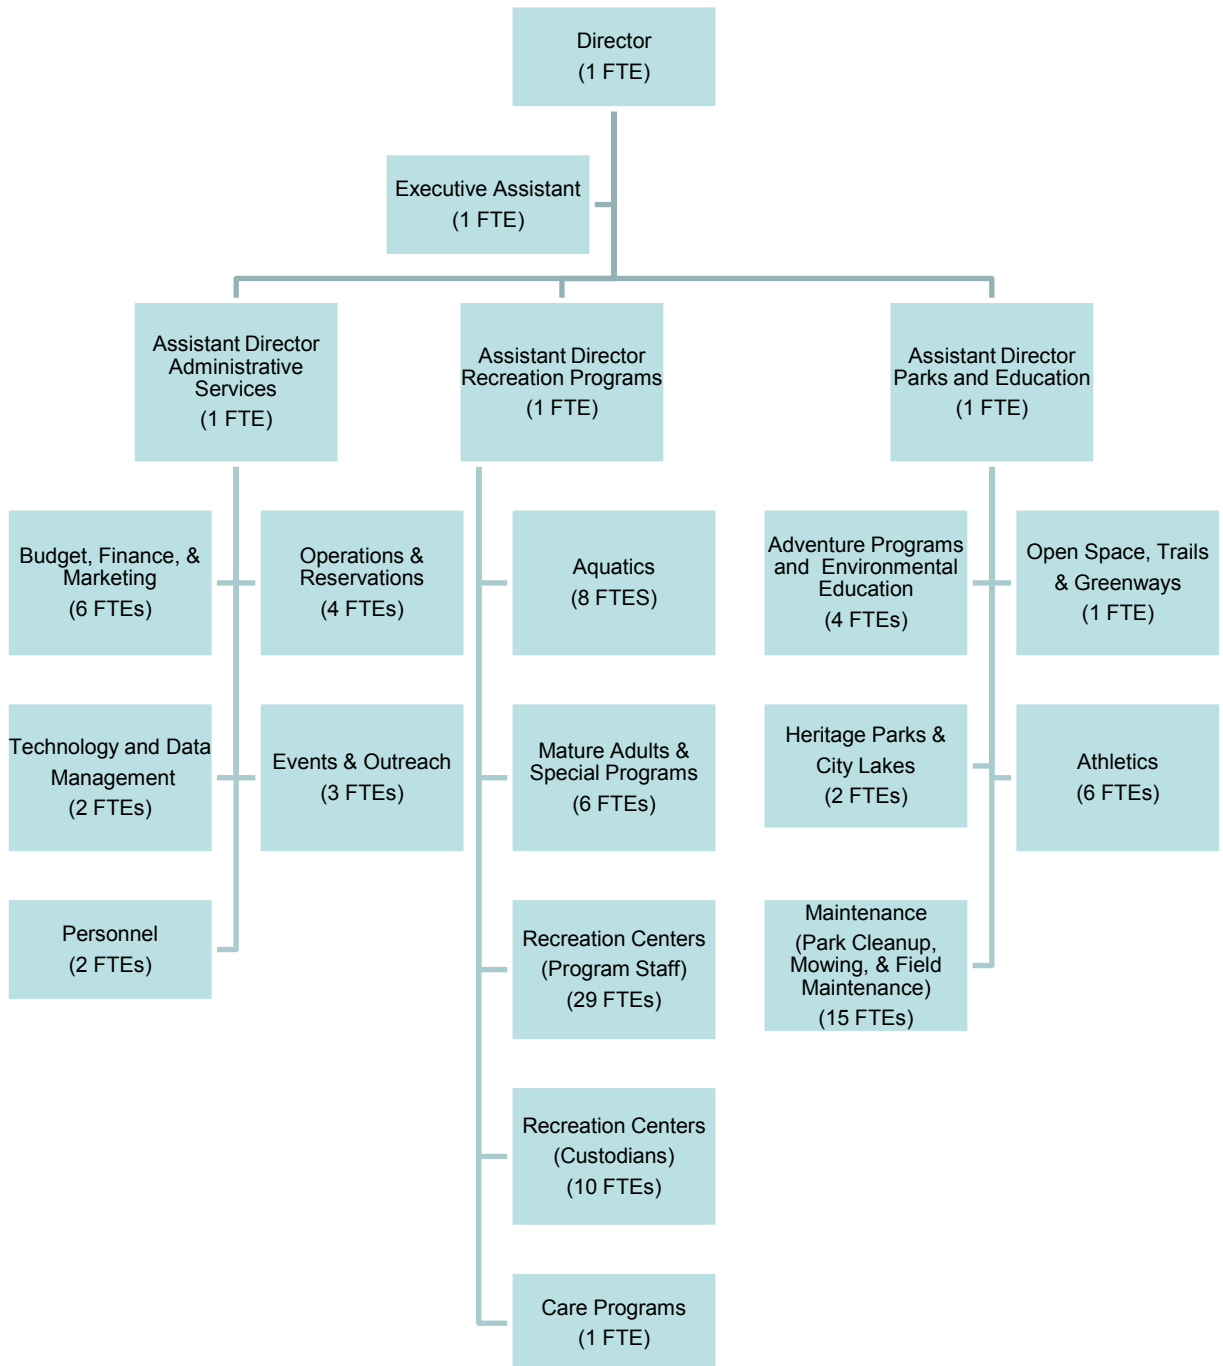 Director
(1 FTE)
Executive Assistant
(1 FTE)
Assistant Director
Administrative
Services
(1 FTE)
Assistant Director
Recreation Programs
(1 FTE)
Assistant Director
Parks and Education
(1 FTE)
Budget, Finance, &
Marketing
(6 FTEs)
Operations &
Reservations
(4 FTEs)
Aquatics
(8 FTES)
Adventure Programs
and Environmental
Education
(4 FTEs)
Open Space, Trails
& Greenways
(1 FTE)
Technology and Data
Management
(2 FTEs)
Events & Outreach
(3 FTEs)
Mature Adults &
Special Programs
(6 FTEs)
Heritage Parks &
City Lakes
(2 FTEs)
Athletics
(6 FTEs)
Personnel
(2 FTEs)
Recreation Centers
(Program Staff)
(29 FTEs)
Maintenance
(Park Cleanup,
Mowing, & Field
Maintenance)
(15 FTEs)
Recreation Centers
(Custodians)
(10 FTEs)
Care Programs
(1 FTE)